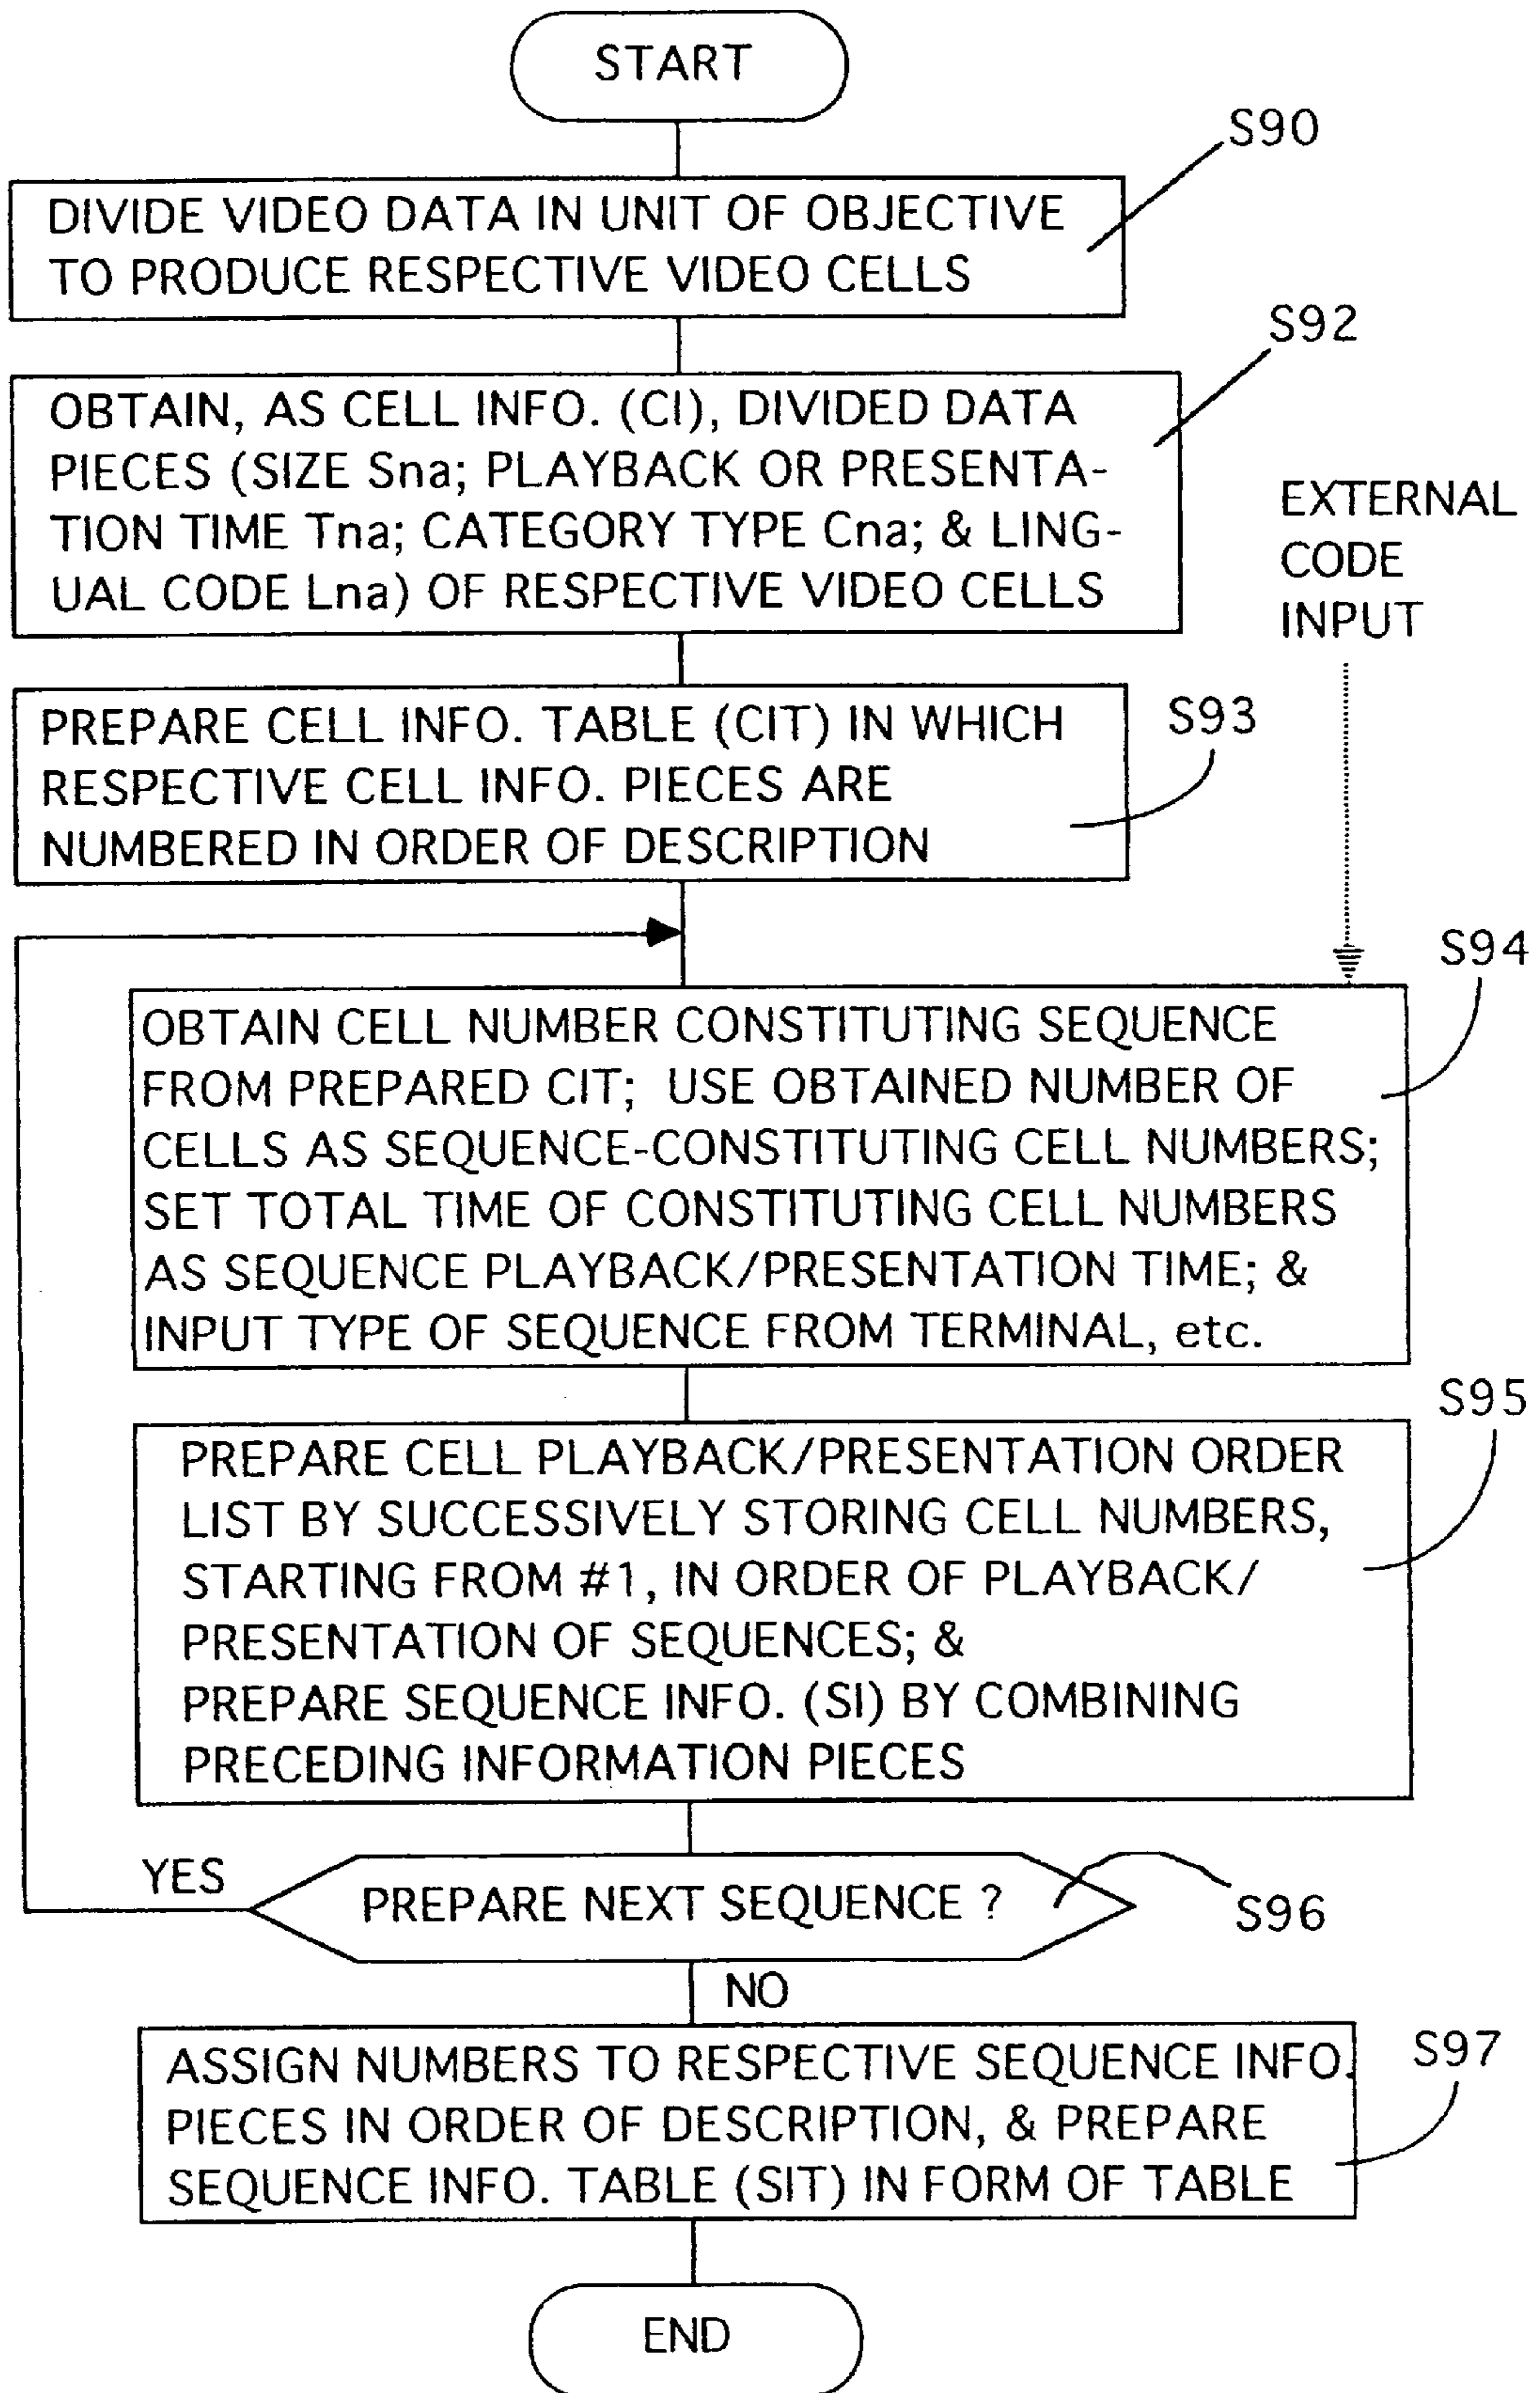 START
S90
DIVIDE VIDEO DATA IN UNIT OF OBJECTIVE
TO PRODUCE RESPECTIVE VIDEO CELLS
S92
OBTAIN, AS CELL INFO. (CI), DIVIDED DATA
PIECES (SIZE Sna; PLAYBACK OR PRESENTA-
TION TIME Tna; CATEGORY TYPE Cna; & LING-
UAL CODE Lna) OF RESPECTIVE VIDEO CELLS
EXTERNAL
CODE
INPUT
S93
PREPARE CELL INFO. TABLE (CIT) IN WHICH
RESPECTIVE CELL INFO. PIECES ARE
NUMBERED IN ORDER OF DESCRIPTION
S94
OBTAIN CELL NUMBER CONSTITUTING SEQUENCE
FROM PREPARED CIT; USE OBTAINED NUMBER OF
CELLS AS SEQUENCE-CONSTITUTING CELL NUMBERS;
SET TOTAL TIME OF CONSTITUTING CELL NUMBERS
AS SEQUENCE PLAYBACK/PRESENTATION TIME; &
INPUT TYPE OF SEQUENCE FROM TERMINAL, etc.
S95
PREPARE CELL PLAYBACK/PRESENTATION ORDER
LIST BY SUCCESSIVELY STORING CELL NUMBERS,
STARTING FROM #1, IN ORDER OF PLAYBACK/
PRESENTATION OF SEQUENCES; &
PREPARE SEQUENCE INFO. (SI) BY COMBINING
PRECEDING INFORMATION PIECES
YES
PREPARE NEXT SEQUENCE ?
S96
NO
ASSIGN NUMBERS TO RESPECTIVE SEQUENCE INFO.
PIECES IN ORDER OF DESCRIPTION, & PREPARE
SEQUENCE INFO. TABLE (SIT) IN FORM OF TABLE
S97
END